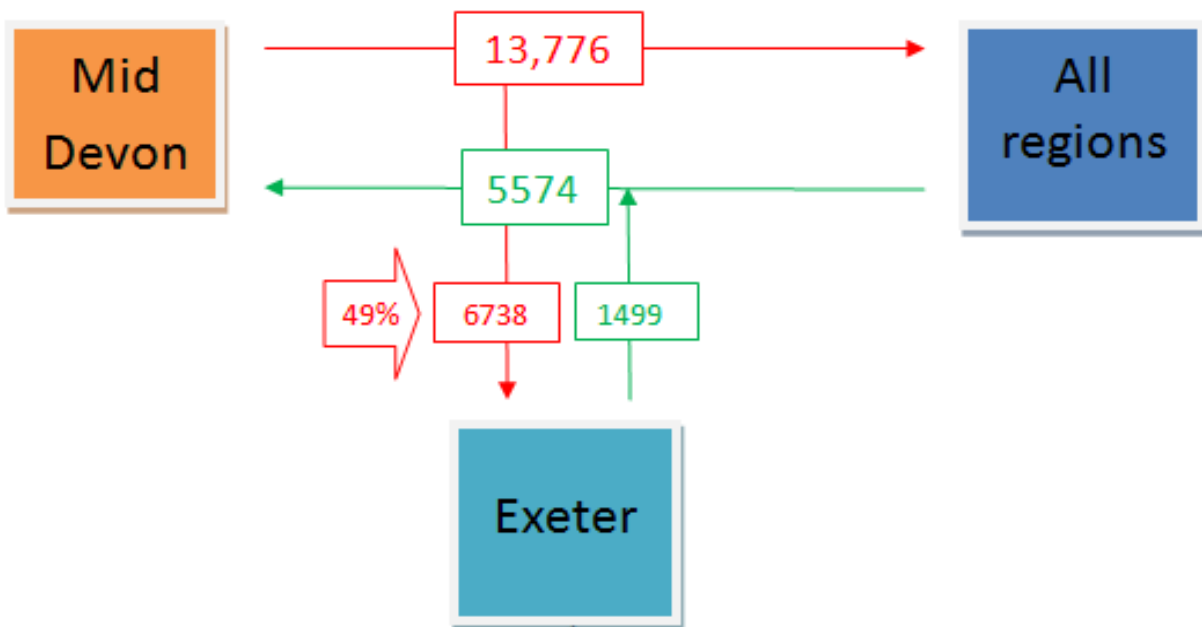 Mid
Devon
13,776
All
regions
5574
49%
6738
1499
Exeter